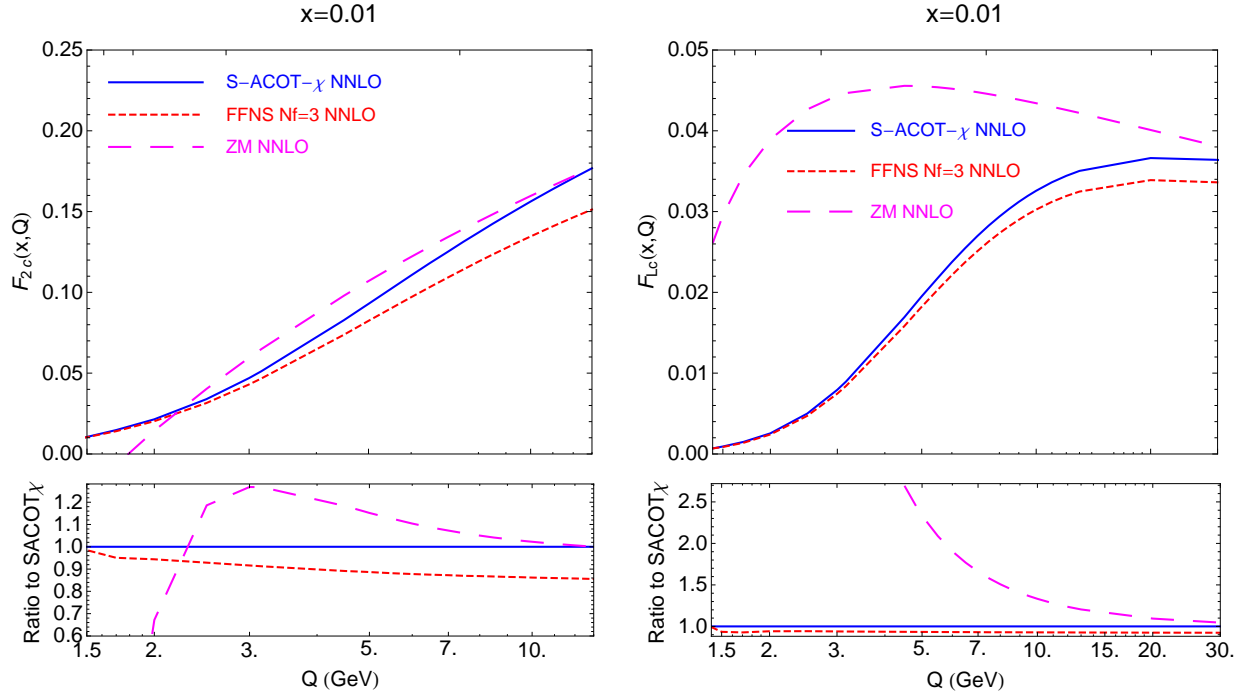 x=0.01
0.25
0.20
0.15
0.10
0.05
0.00
F2c(x,Q)
S-ACOT-χ NNLO
FFNS Nf=3 NNLO
ZM NNLO
1.2
1.1
1.0
0.9
0.8
0.7
0.6
Ratio to SACOTχ
1.5 2. 3. 5. 7. 10.
Q (GeV)
x=0.01
0.05
0.04
0.03
0.02
0.01
0.00
FLc(x,Q)
S-ACOT-χ NNLO
FFNS Nf=3 NNLO
ZM NNLO
2.5
2.0
1.5
1.0
Ratio to SACOTχ
1.5 2. 3. 5. 7. 10. 15. 20. 30.
Q (GeV)